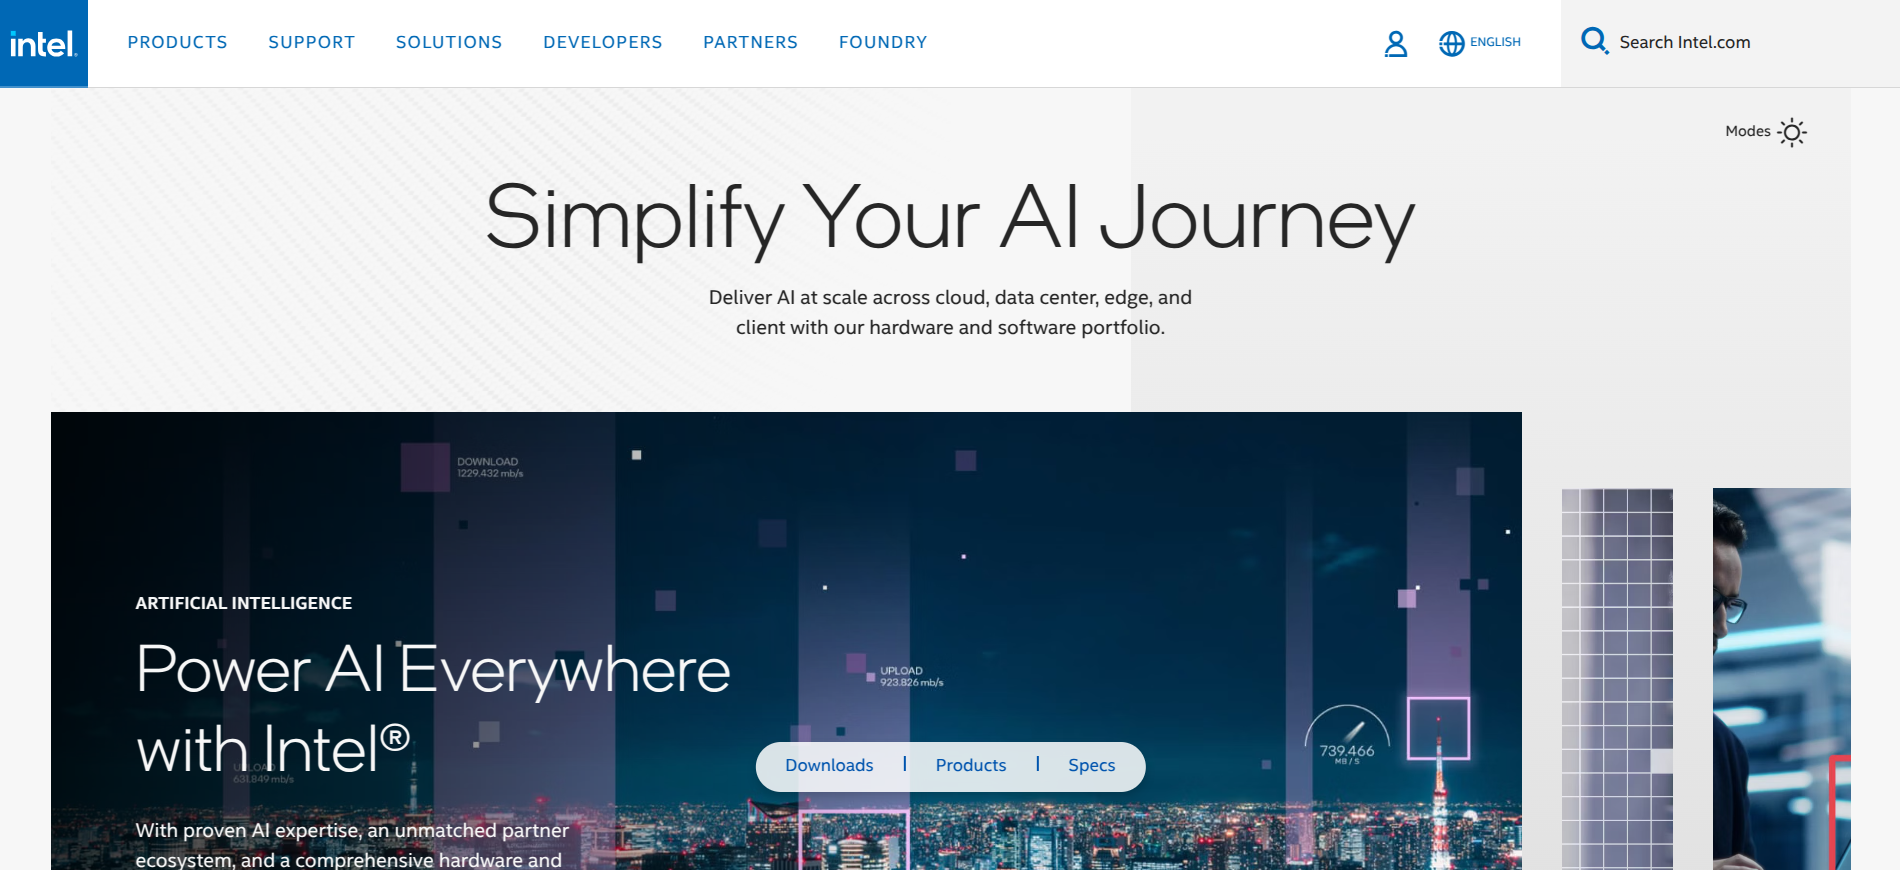 intel.
PRODUCTS
SUPPORT
SOLUTIONS
DEVELOPERS
PARTNERS
FOUNDRY
ENGLISH
Search Intel.com
Modes
Simplify Your AI Journey
Deliver AI at scale across cloud, data center, edge, and
client with our hardware and software portfolio.
DOWNLOAD
1229.432 mb/s
ARTIFICIAL INTELLIGENCE
Power AI Everywhere
with Intel®
UPLOAD
923.826 mb/s
UPLOAD
631.849 mb/s
739.466
MB / S
Downloads | Products | Specs
With proven AI expertise, an unmatched partner
ecosystem, and a comprehensive hardware and